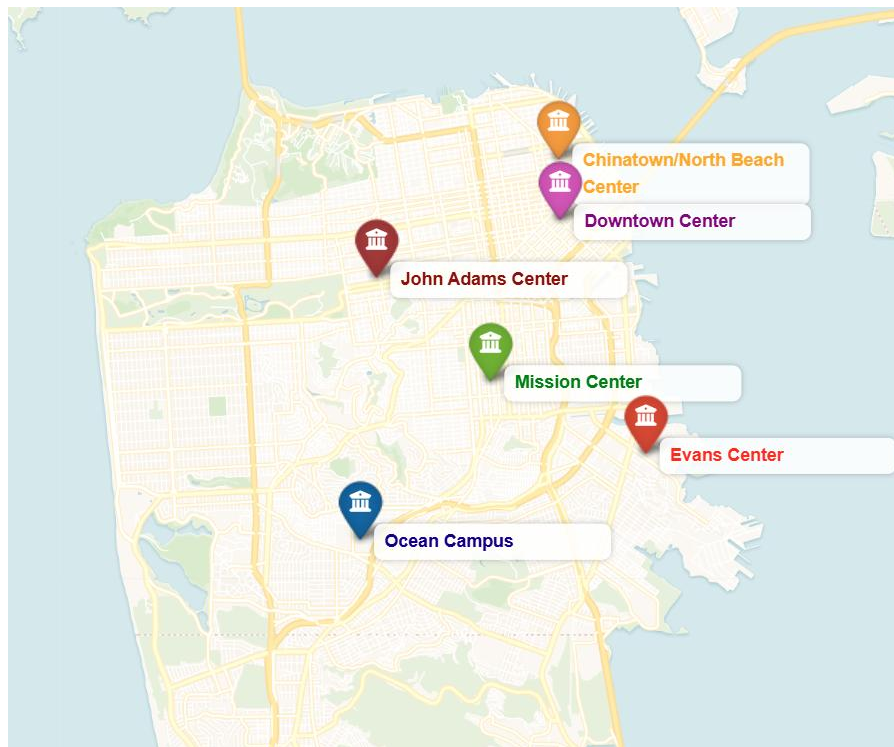 Chinatown/North Beach
Center
Downtown Center
John Adams Center
Mission Center
Evans Center
Ocean Campus